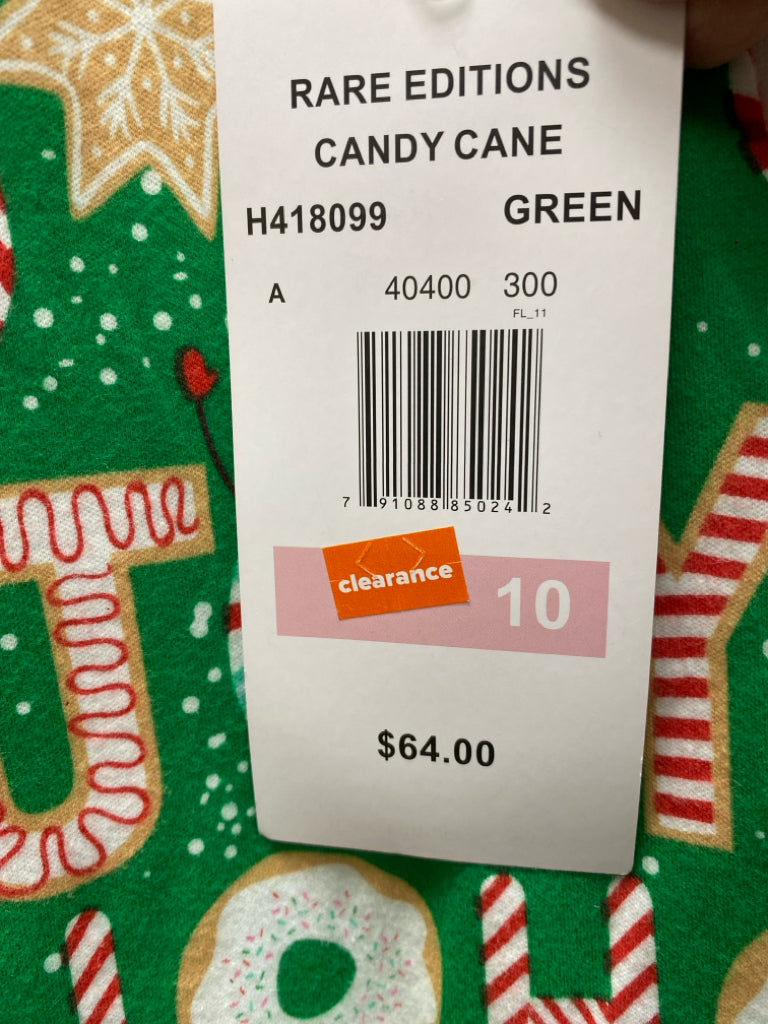 RARE EDITIONS
CANDY CANE
H418099 GREEN
A 40400 300
FL_11
7 91088 85024 2
clearance
10
$64.00
J Y